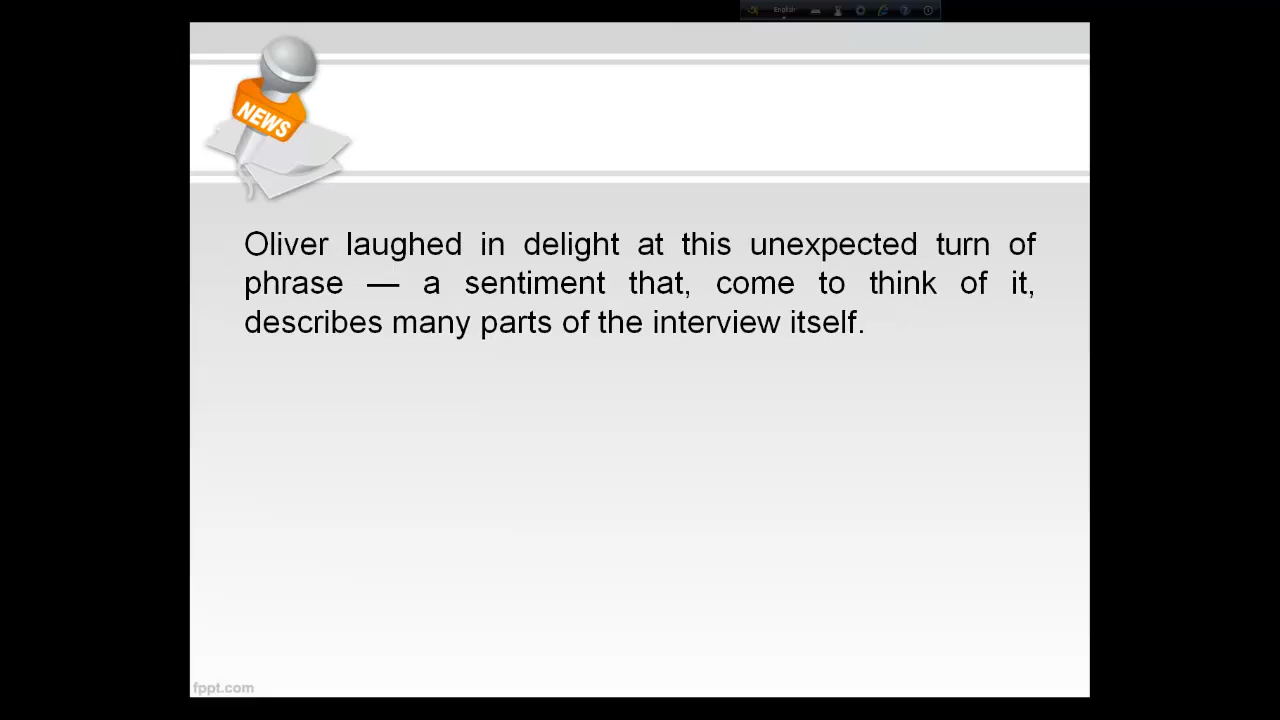 English
NEWS
Oliver laughed in delight at this unexpected turn of
phrase — a sentiment that, come to think of it,
describes many parts of the interview itself.
fppt.com